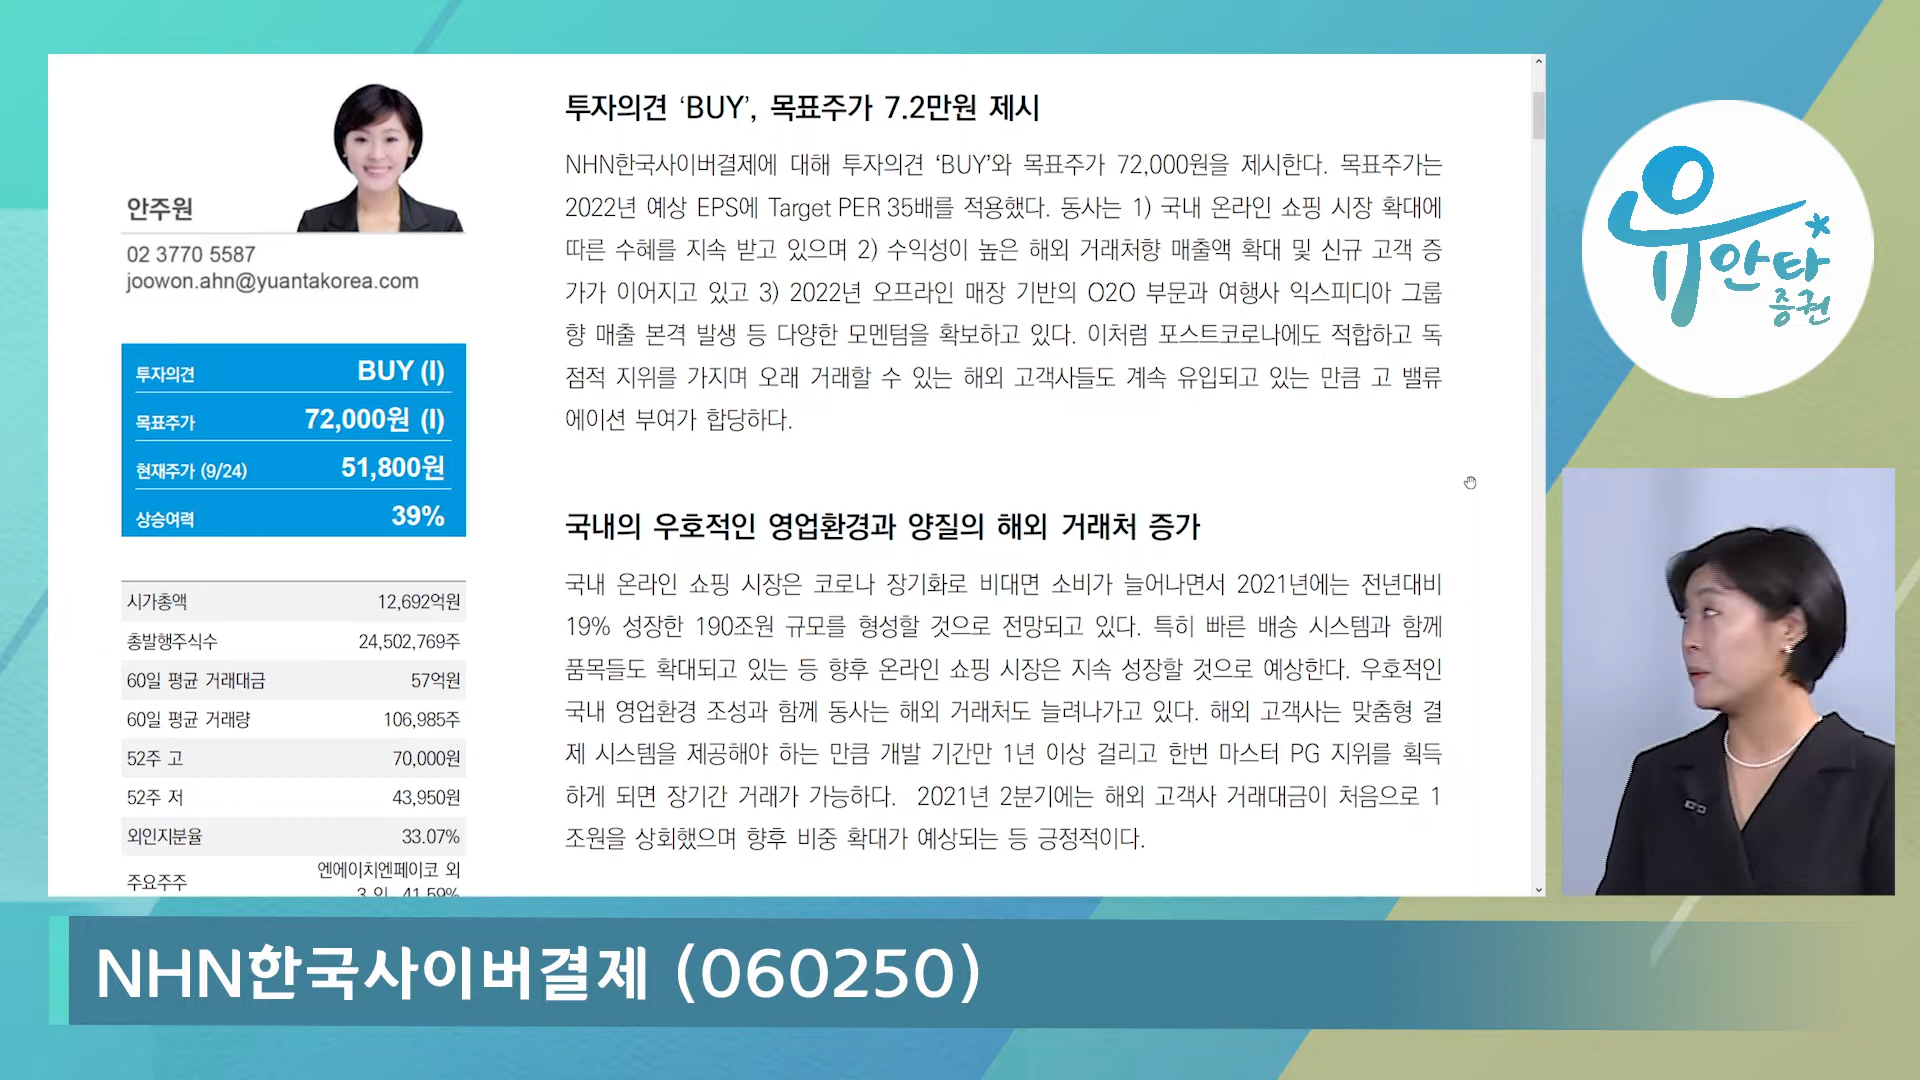 안주원
02 3770 5587
joowon.ahn@yuantakorea.com
투자의견 BUY (I)
목표주가 72,000원 (I)
현재주가 (9/24) 51,800원
상승여력 39%
시가총액 12,692억원
총발행주식수 24,502,769주
60일 평균 거래대금 57억원
60일 평균 거래량 106,985주
52주 고 70,000원
52주 저 43,950원
외인지분율 33.07%
주요주주 엔에이치엔페이코 외
3 인 41.59%
투자의견 ‘BUY’, 목표주가 7.2만원 제시
NHN한국사이버결제에 대해 투자의견 ‘BUY’와 목표주가 72,000원을 제시한다. 목표주가는
2022년 예상 EPS에 Target PER 35배를 적용했다. 동사는 1) 국내 온라인 쇼핑 시장 확대에
따른 수혜를 지속 받고 있으며 2) 수익성이 높은 해외 거래처향 매출액 확대 및 신규 고객 증
가가 이어지고 있고 3) 2022년 오프라인 매장 기반의 O2O 부문과 여행사 익스피디아 그룹
향 매출 본격 발생 등 다양한 모멘텀을 확보하고 있다. 이처럼 포스트코로나에도 적합하고 독
점적 지위를 가지며 오래 거래할 수 있는 해외 고객사들도 계속 유입되고 있는 만큼 고 밸류
에이션 부여가 합당하다.
국내의 우호적인 영업환경과 양질의 해외 거래처 증가
국내 온라인 쇼핑 시장은 코로나 장기화로 비대면 소비가 늘어나면서 2021년에는 전년대비
19% 성장한 190조원 규모를 형성할 것으로 전망되고 있다. 특히 빠른 배송 시스템과 함께
품목들도 확대되고 있는 등 향후 온라인 쇼핑 시장은 지속 성장할 것으로 예상한다. 우호적인
국내 영업환경 조성과 함께 동사는 해외 거래처도 늘려나가고 있다. 해외 고객사는 맞춤형 결
제 시스템을 제공해야 하는 만큼 개발 기간만 1년 이상 걸리고 한번 마스터 PG 지위를 획득
하게 되면 장기간 거래가 가능하다. 2021년 2분기에는 해외 고객사 거래대금이 처음으로 1
조원을 상회했으며 향후 비중 확대가 예상되는 등 긍정적이다.
유안타
증권
NHN한국사이버결제 (060250)